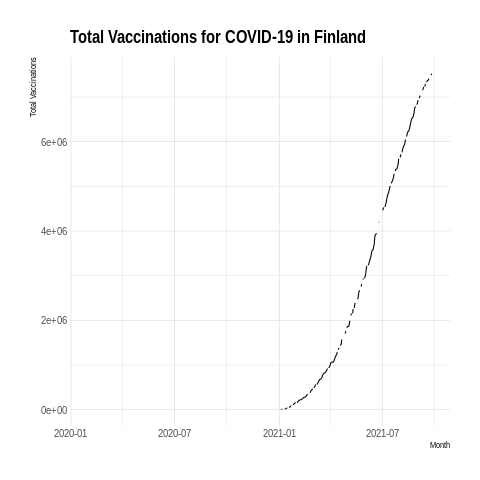 Total Vaccinations for COVID-19 in Finland
Total Vaccinations
6e+06
4e+06
2e+06
0e+00
2020-01 2020-07 2021-01 2021-07
Month